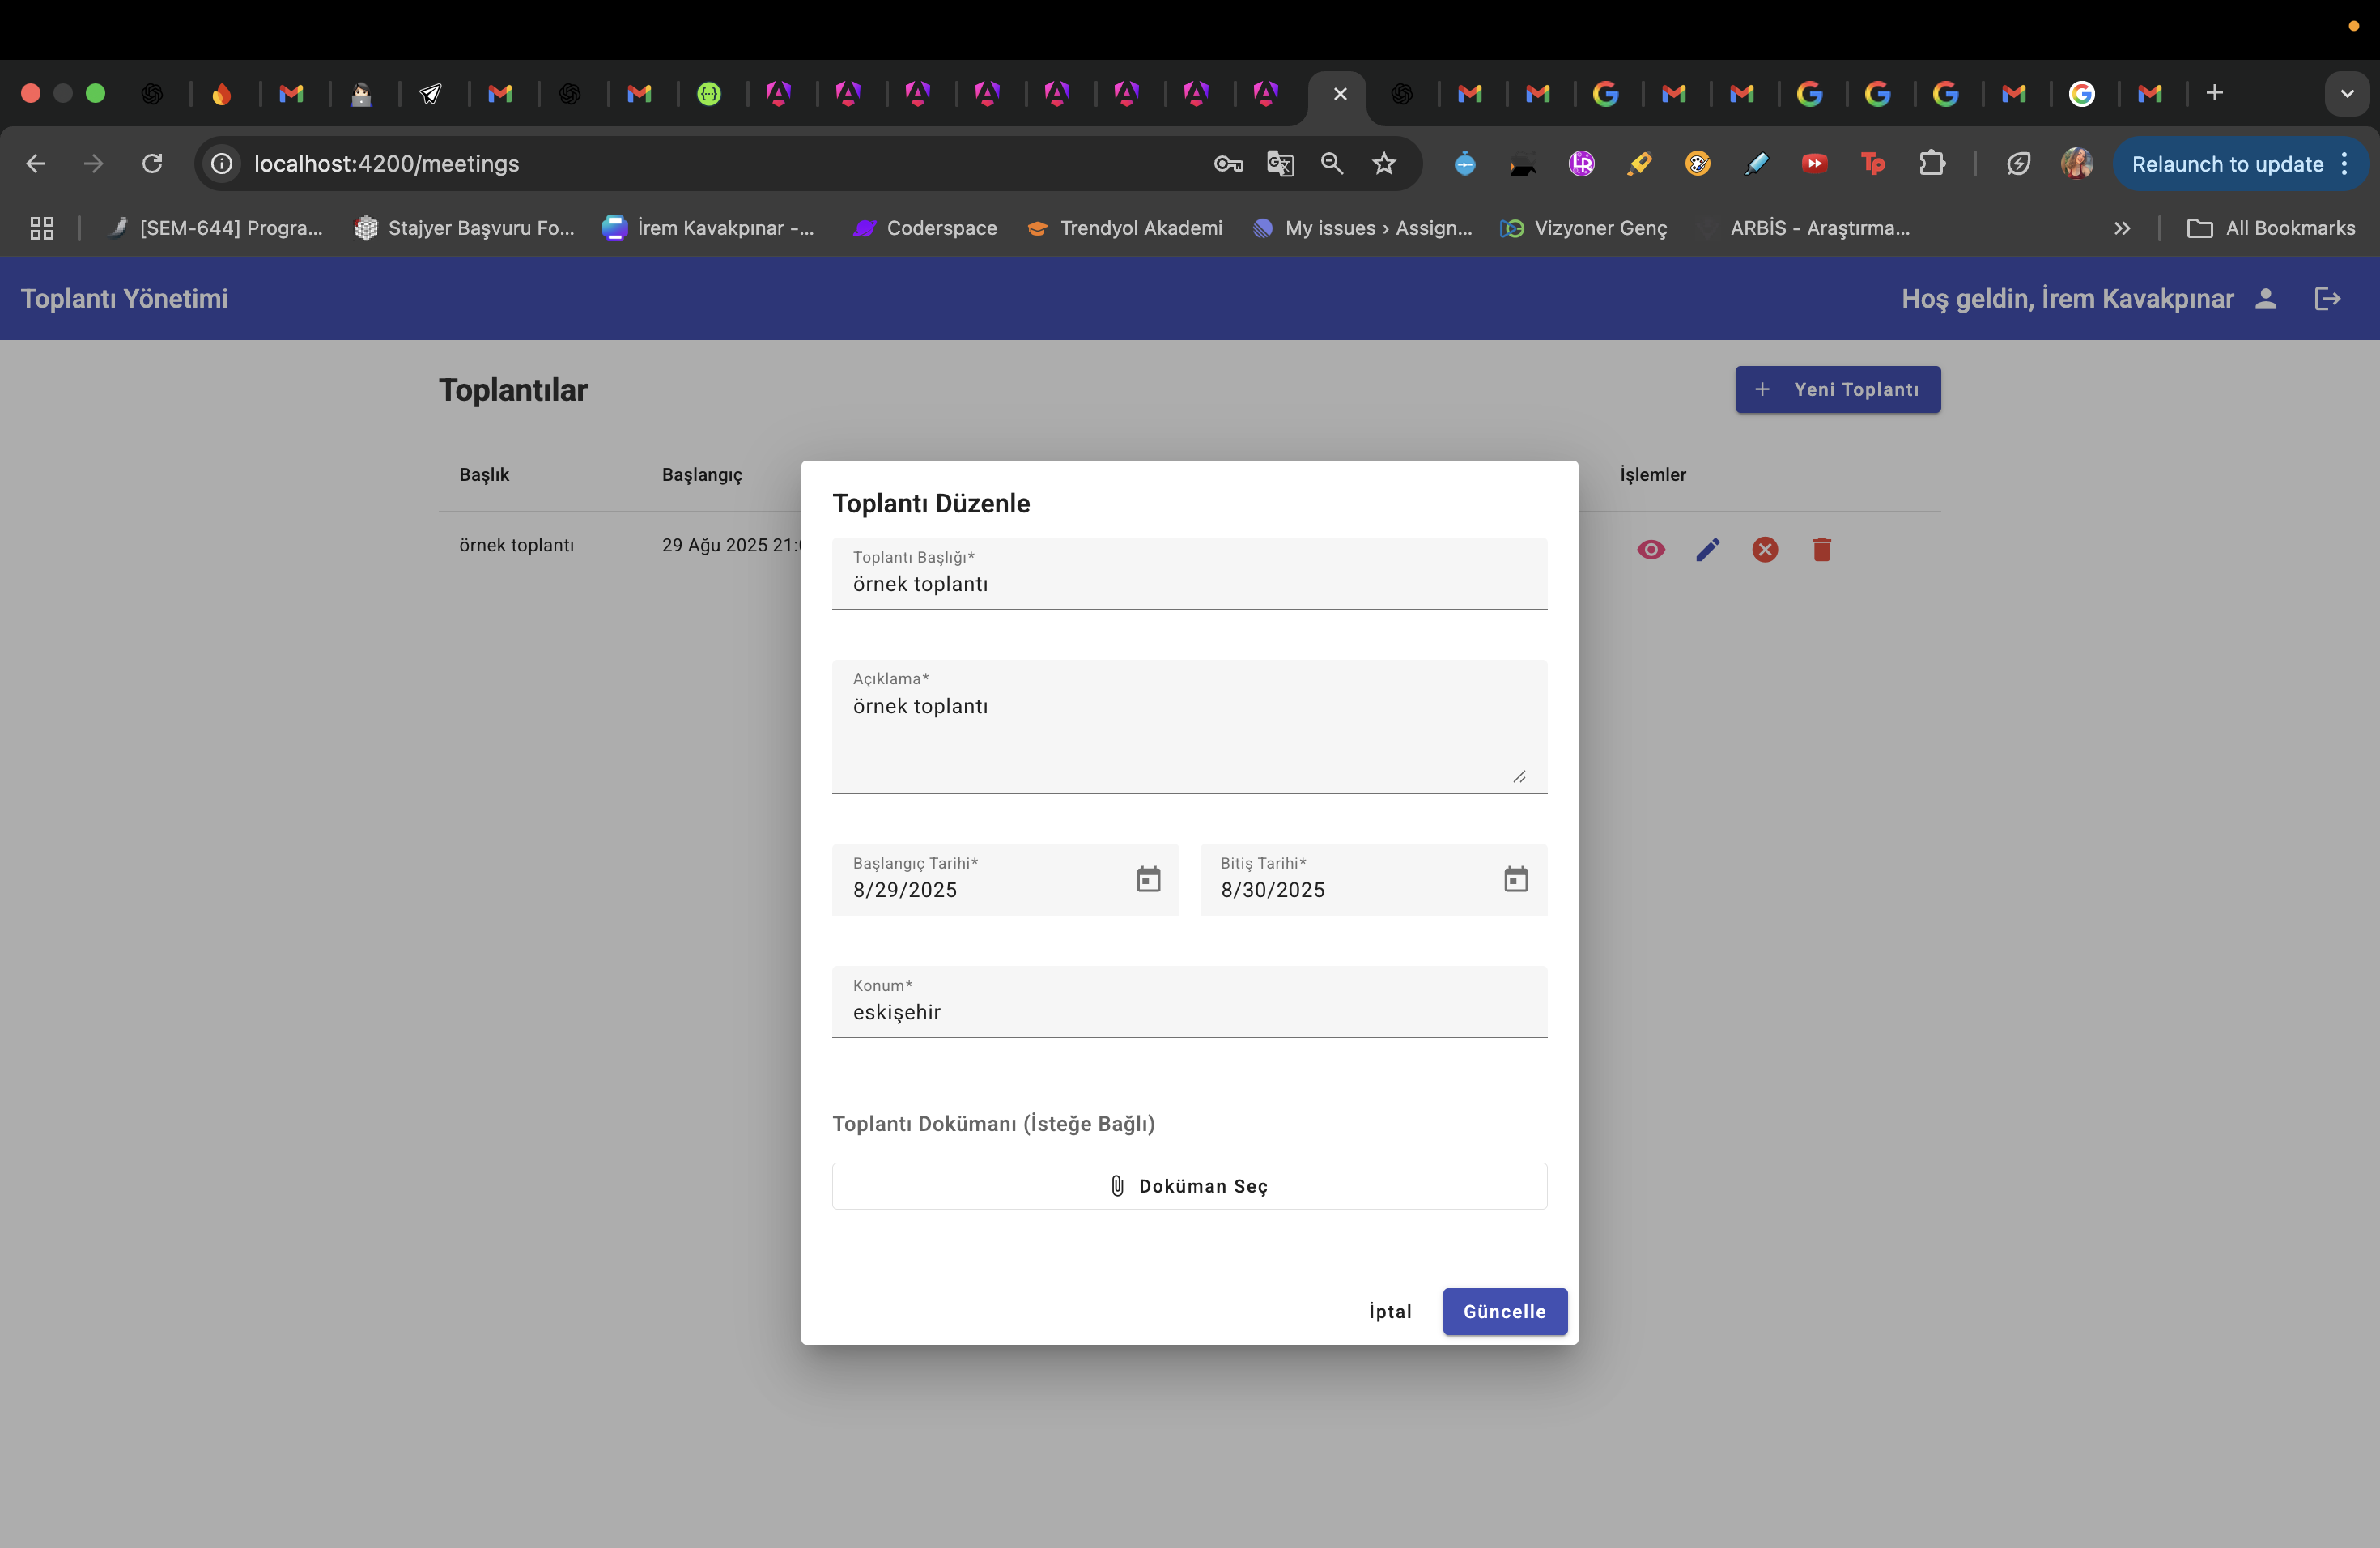 localhost:4200/meetings
Relaunch to update
[SEM-644] Progra...
Stajyer Başvuru Fo...
İrem Kavakpınar -...
Coderspace
Trendyol Akademi
My issues › Assign...
Vizyoner Genç
ARBİS - Araştırma...
All Bookmarks
Toplantı Yönetimi
Hoş geldin, İrem Kavakpınar
Toplantılar
+ Yeni Toplantı
Başlık
Başlangıç
İşlemler
örnek toplantı
29 Ağu 2025 21:
Toplantı Düzenle
Toplantı Başlığı*
örnek toplantı
Açıklama*
örnek toplantı
Başlangıç Tarihi*
8/29/2025
Bitiş Tarihi*
8/30/2025
Konum*
eskişehir
Toplantı Dokümanı (İsteğe Bağlı)
Doküman Seç
İptal
Güncelle